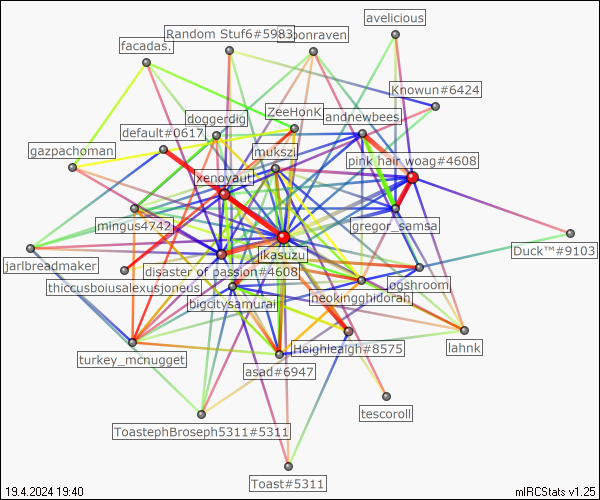 avelicious
Random Stuf6#5983
facadas.
Knowun#6424
ZeeHonK
andnewbees
doggerdig
default#0617
gazpachoman
mukszi
pink hair woag#4608
xenoyaut
mingus4742
gregor_samsa
jikasuzu
Duck™#9103
jarlbreadmaker
disaster of passion#4608
thiccusboiusalexusjoneus
ogshroom
bigcitysamurai
neokingghidorah
Heighleaigh#8575
lahnk
turkey_mcnugget
asad#6947
tescoroll
ToastephBroseph5311#5311
Toast#5311
19.4.2024 19:40
mIRCStats v1.25